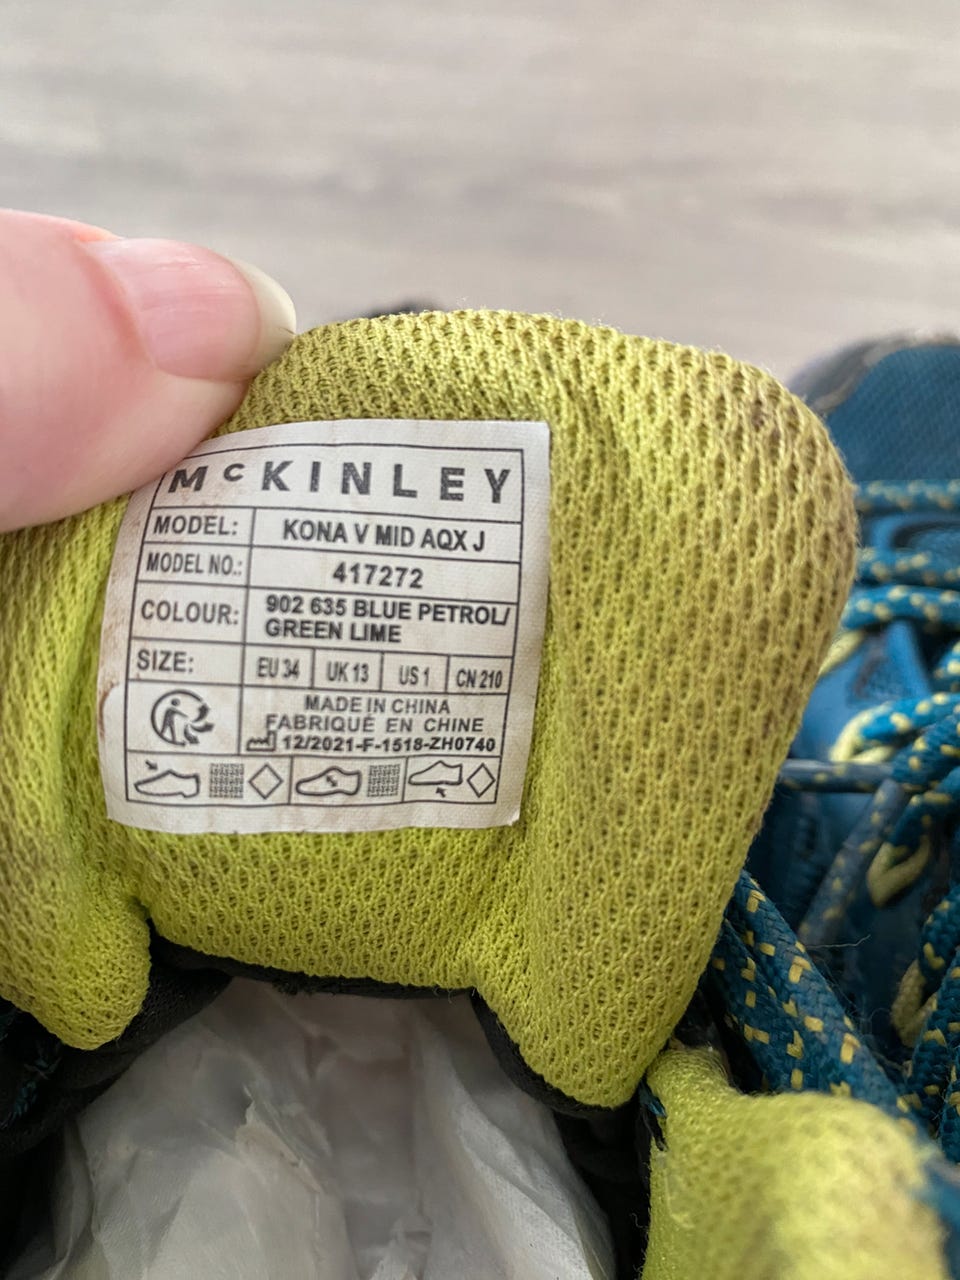 McKINLEY
MODEL: KONA V MID AQX J
MODEL NO.: 417272
COLOUR: 902 635 BLUE PETROL/
GREEN LIME
SIZE: EU 34 UK 13 US 1 CN 210
MADE IN CHINA
FABRIQUÉ EN CHINE
12/2021-F-1518-ZH0740